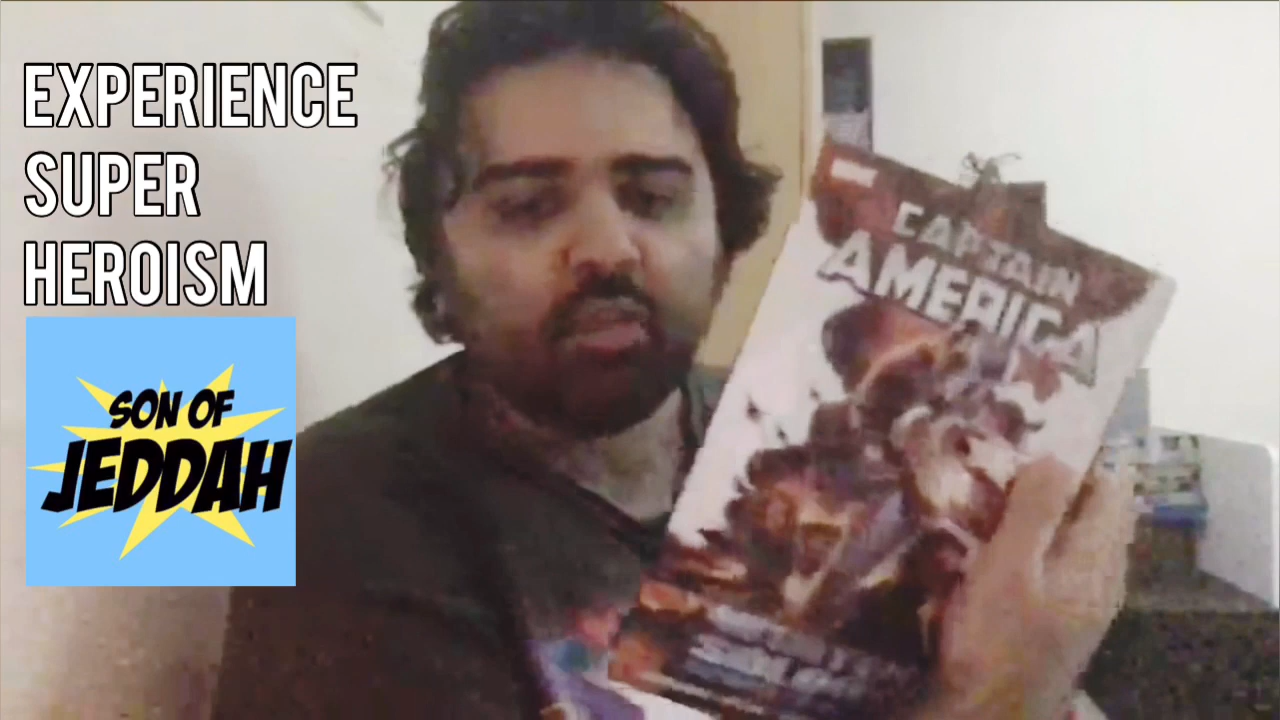 EXPERIENCE
SUPER
HEROISM
SON OF
JEDDAH
CAPTAIN
AMERICA